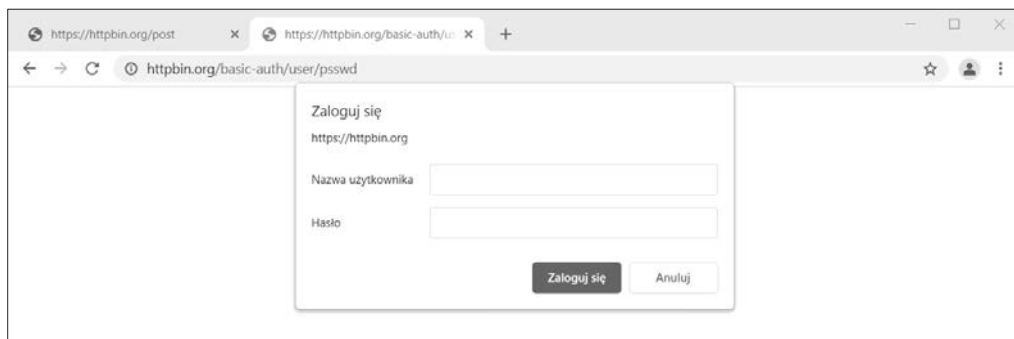 https://httpbin.org/post https://httpbin.org/basic-auth/u
httpbin.org/basic-auth/user/psswd
Zaloguj się
https://httpbin.org
Nazwa użytkownika
Hasło
Zaloguj się Anuluj